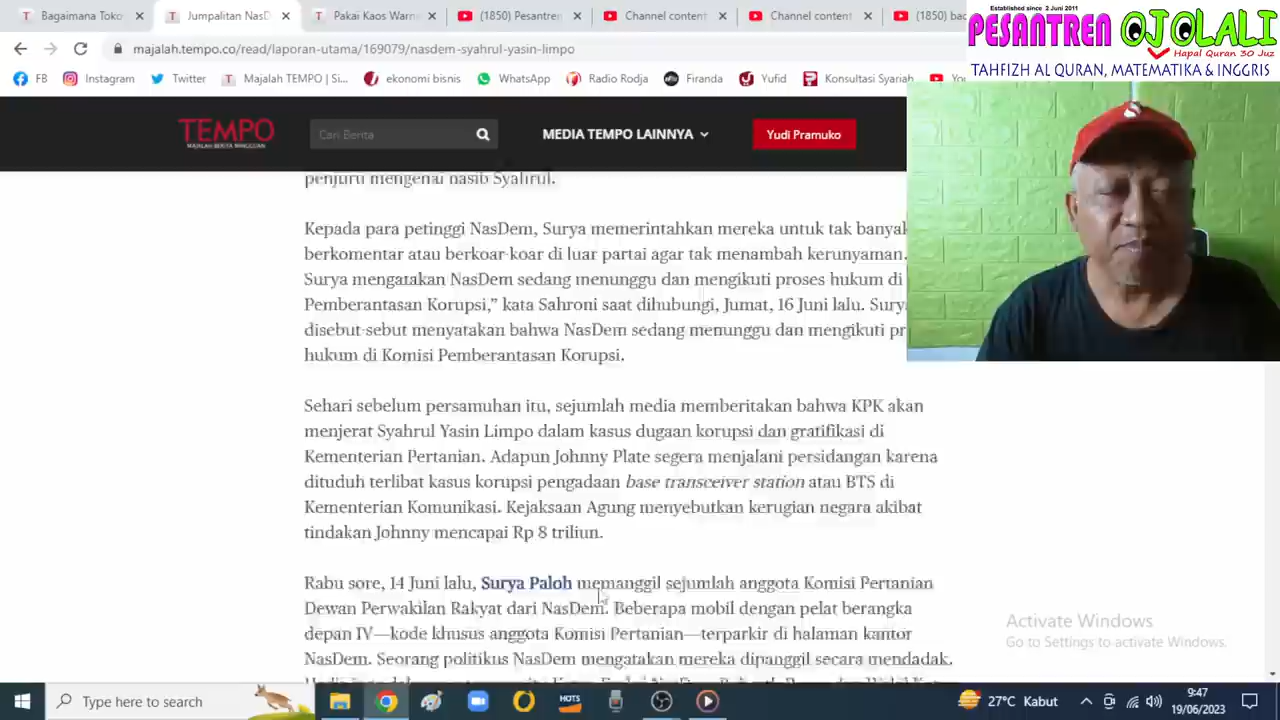 Bagaimana Toko
Jumpalitan NasD
Pakai Kaos Warn
(1850) Pesantren
Channel content
Channel content
(1850) bac
majalah.tempo.co/read/laporan-utama/169079/nasdem-syahrul-yasin-limpo
FB
Instagram
Twitter
Majalah TEMPO | Si...
ekonomi bisnis
WhatsApp
Radio Rodja
Firanda
Yufid
Konsultasi Syariah
You
Established since 2 Juni 2011
PESANTREN OJOLALI
Hapal Quran 30 Juz
TAHFIZH AL QURAN, MATEMATIKA & INGGRIS
TEMPO
MAJALAH BERITA MINGGUAN
Cari Berita
MEDIA TEMPO LAINNYA
Yudi Pramuko
penjuru mengenai nasib Syahrul.
Kepada para petinggi NasDem, Surya memerintahkan mereka untuk tak banyak
berkomentar atau berkoar-koar di luar partai agar tak menambah kerunyaman.
Surya mengatakan NasDem sedang menunggu dan mengikuti proses hukum di
Pemberantasan Korupsi,” kata Sahroni saat dihubungi, Jumat, 16 Juni lalu. Surya
disebut-sebut menyatakan bahwa NasDem sedang menunggu dan mengikuti pr
hukum di Komisi Pemberantasan Korupsi.
Sehari sebelum persamuhan itu, sejumlah media memberitakan bahwa KPK akan
menjerat Syahrul Yasin Limpo dalam kasus dugaan korupsi dan gratifikasi di
Kementerian Pertanian. Adapun Johnny Plate segera menjalani persidangan karena
dituduh terlibat kasus korupsi pengadaan base transceiver station atau BTS di
Kementerian Komunikasi. Kejaksaan Agung menyebutkan kerugian negara akibat
tindakan Johnny mencapai Rp 8 triliun.
Rabu sore, 14 Juni lalu, Surya Paloh memanggil sejumlah anggota Komisi Pertanian
Dewan Perwakilan Rakyat dari NasDem. Beberapa mobil dengan pelat berangka
depan IV—kode khusus anggota Komisi Pertanian—terparkir di halaman kantor
NasDem. Seorang politikus NasDem mengatakan mereka dipanggil secara mendadak.
Activate Windows
Go to Settings to activate Windows.
Type here to search
HOTS
27°C Kabut
9:47
19/06/2023